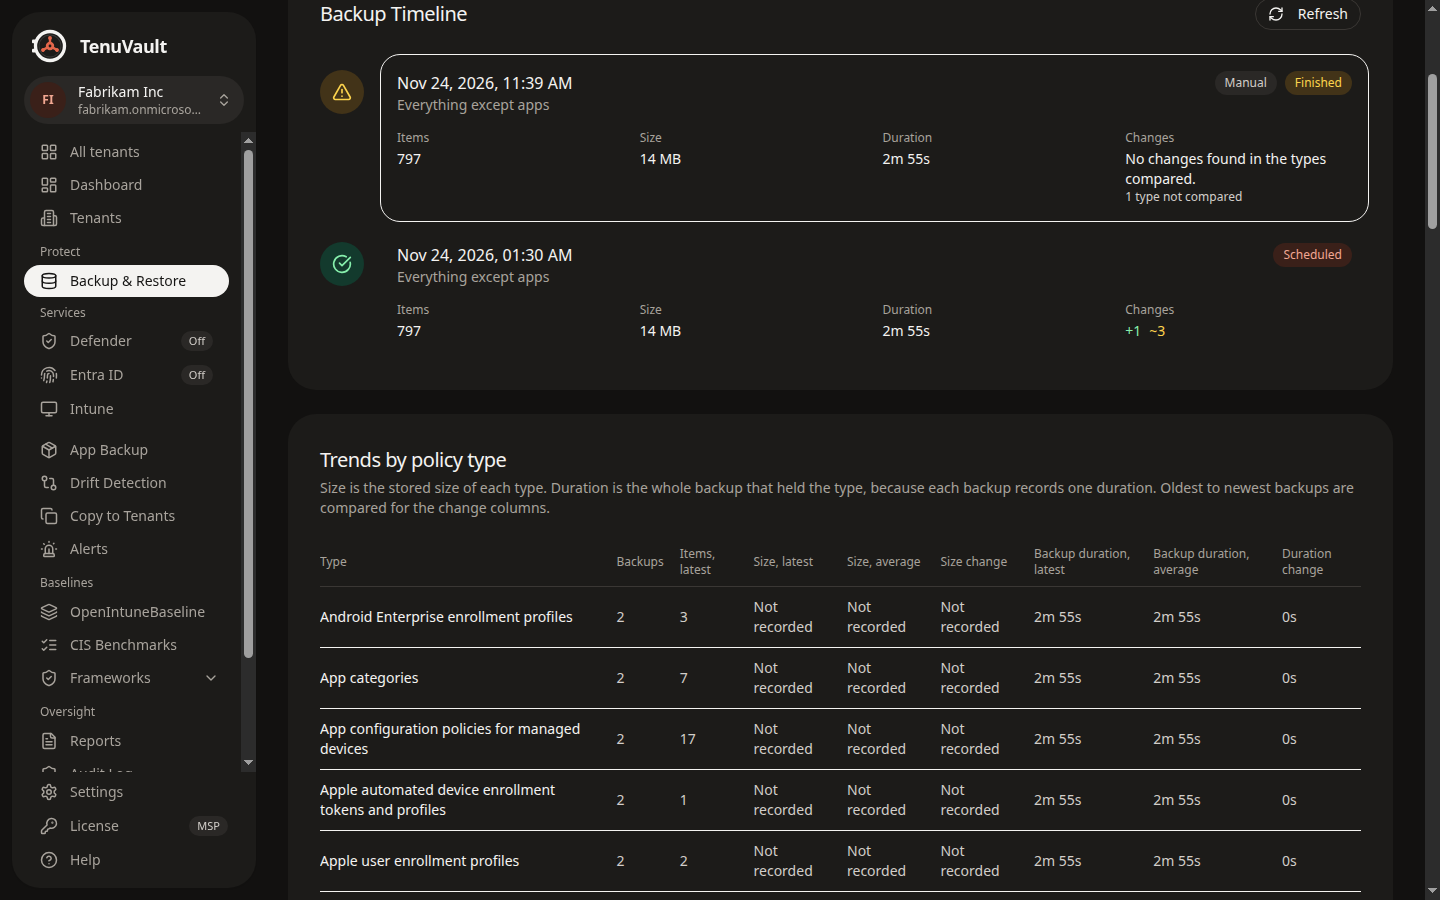 TenuVault
FI
Fabrikam Inc
fabrikam.onmicroso...
All tenants
Dashboard
Tenants
Protect
Backup & Restore
Services
Defender Off
Entra ID Off
Intune
App Backup
Drift Detection
Copy to Tenants
Alerts
Baselines
OpenIntuneBaseline
CIS Benchmarks
Frameworks
Oversight
Reports
Audit Log
Settings
License MSP
Help
Backup Timeline
Refresh
Nov 24, 2026, 11:39 AM
Manual Finished
Everything except apps
Items Size Duration Changes
797 14 MB 2m 55s No changes found in the types
compared.
1 type not compared
Nov 24, 2026, 01:30 AM
Scheduled
Everything except apps
Items Size Duration Changes
797 14 MB 2m 55s +1 ~3
Trends by policy type
Size is the stored size of each type. Duration is the whole backup that held the type, because each backup records one duration. Oldest to newest backups are
compared for the change columns.
Type Backups Items, latest Size, latest Size, average Size change Backup duration, latest Backup duration, average Duration change
Android Enterprise enrollment profiles 2 3 Not recorded Not recorded Not recorded 2m 55s 2m 55s 0s
App categories 2 7 Not recorded Not recorded Not recorded 2m 55s 2m 55s 0s
App configuration policies for managed devices 2 17 Not recorded Not recorded Not recorded 2m 55s 2m 55s 0s
Apple automated device enrollment tokens and profiles 2 1 Not recorded Not recorded Not recorded 2m 55s 2m 55s 0s
Apple user enrollment profiles 2 2 Not recorded Not recorded Not recorded 2m 55s 2m 55s 0s